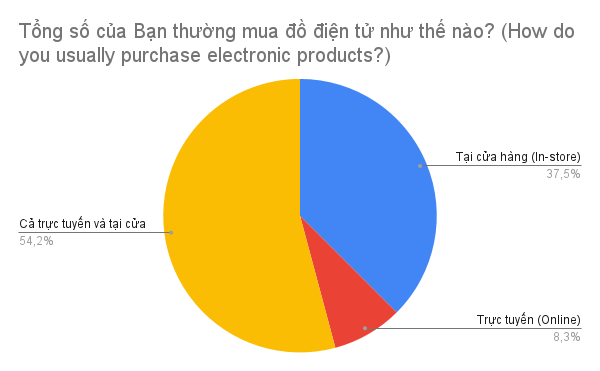 Tổng số của Bạn thường mua đồ điện tử như thế nào? (How do
you usually purchase electronic products?)
Tại cửa hàng (In-store)
37,5%
Cả trực tuyến và tại cửa
54,2%
Trực tuyến (Online)
8,3%